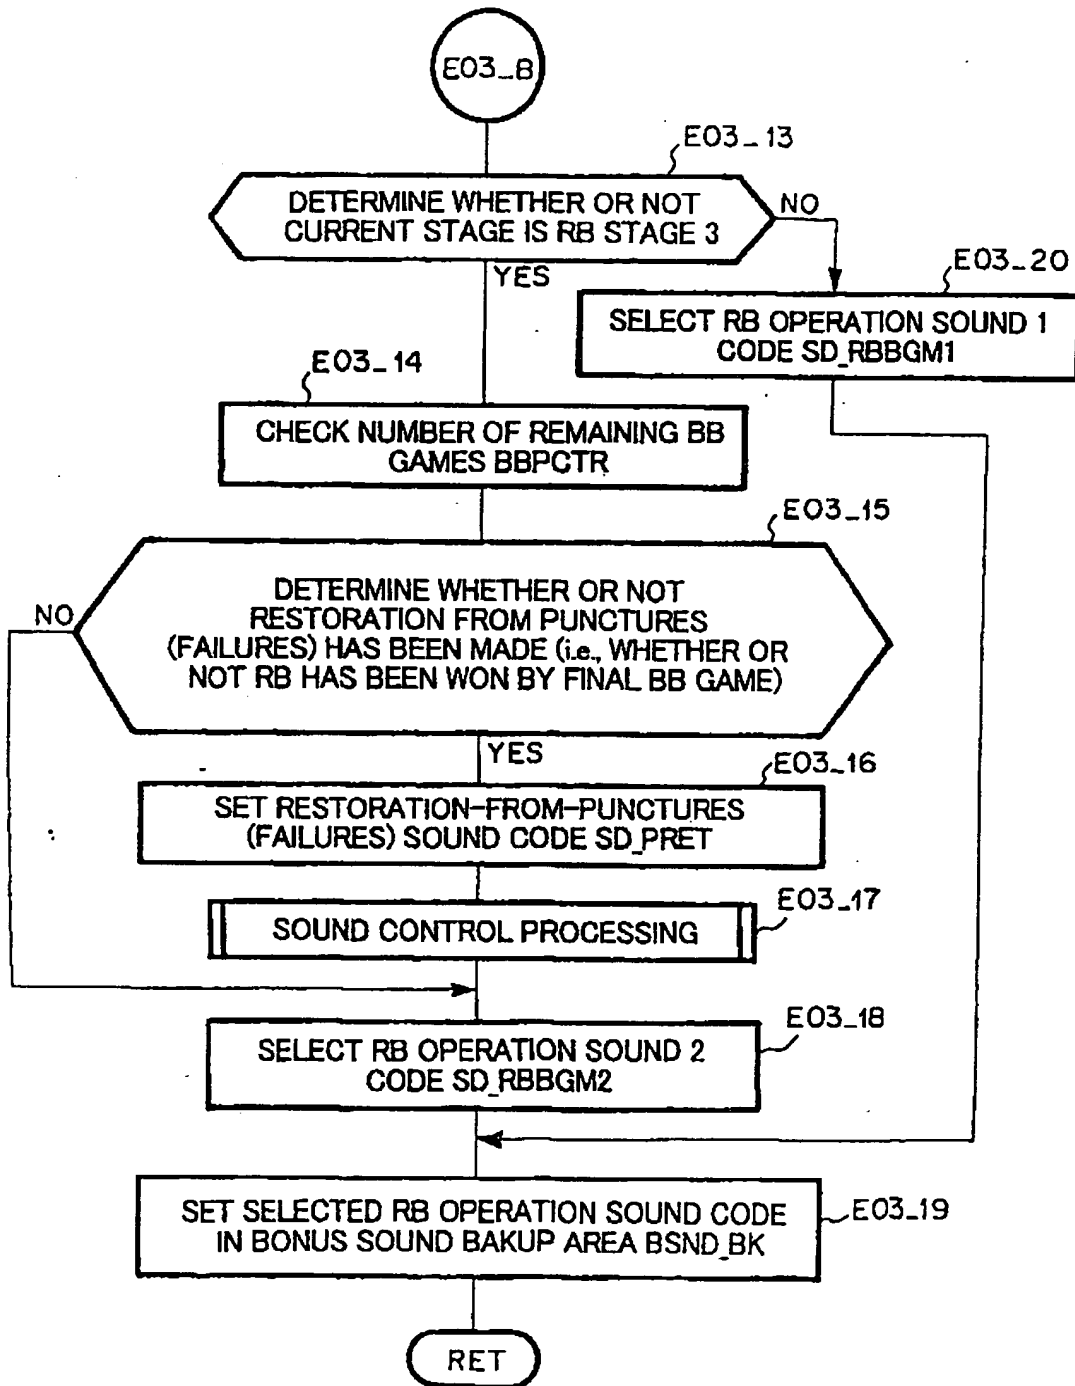 E03_B
E03_13
DETERMINE WHETHER OR NOT
CURRENT STAGE IS RB STAGE 3
NO
YES
E03_20
SELECT RB OPERATION SOUND 1
CODE SD_RBBGM1
E03_14
CHECK NUMBER OF REMAINING BB
GAMES BBPCTR
E03_15
DETERMINE WHETHER OR NOT
RESTORATION FROM PUNCTURES
(FAILURES) HAS BEEN MADE (i.e., WHETHER OR
NOT RB HAS BEEN WON BY FINAL BB GAME)
NO
YES
E03_16
SET RESTORATION-FROM-PUNCTURES
(FAILURES) SOUND CODE SD_PRET
E03_17
SOUND CONTROL PROCESSING
E03_18
SELECT RB OPERATION SOUND 2
CODE SD_RBBGM2
E03_19
SET SELECTED RB OPERATION SOUND CODE
IN BONUS SOUND BAKUP AREA BSND_BK
RET